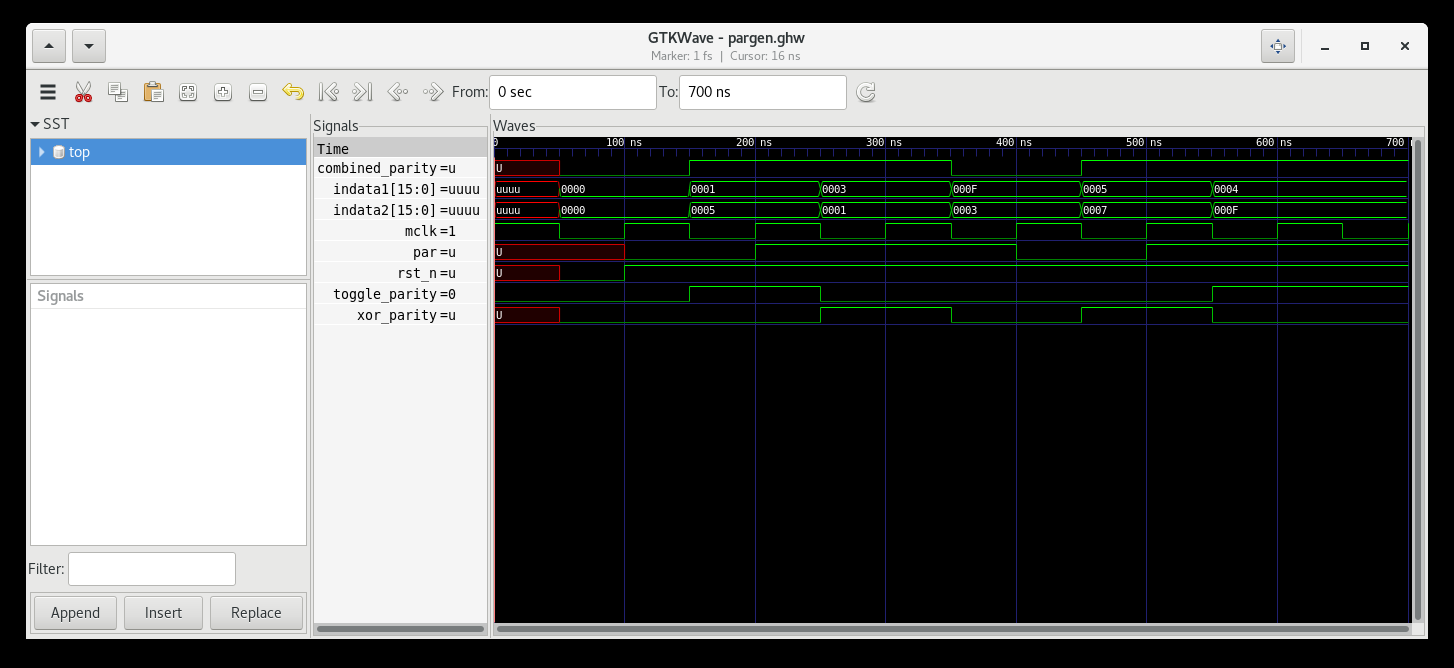 GTKWave - pargen.ghw
Marker: 1 fs | Cursor: 16 ns
From: 0 sec To: 700 ns
SST
top
Signals
Filter:
Append Insert Replace
Signals
Time
combined_parity=u
indata1[15:0]=uuuu
indata2[15:0]=uuuu
mclk=1
par=u
rst_n=u
toggle_parity=0
xor_parity=u
Waves
0 100 ns 200 ns 300 ns 400 ns 500 ns 600 ns 700
U
uuuu 0000 0001 0003 000F 0005 0004
uuuu 0000 0005 0001 0003 0007 000F
U
U
U